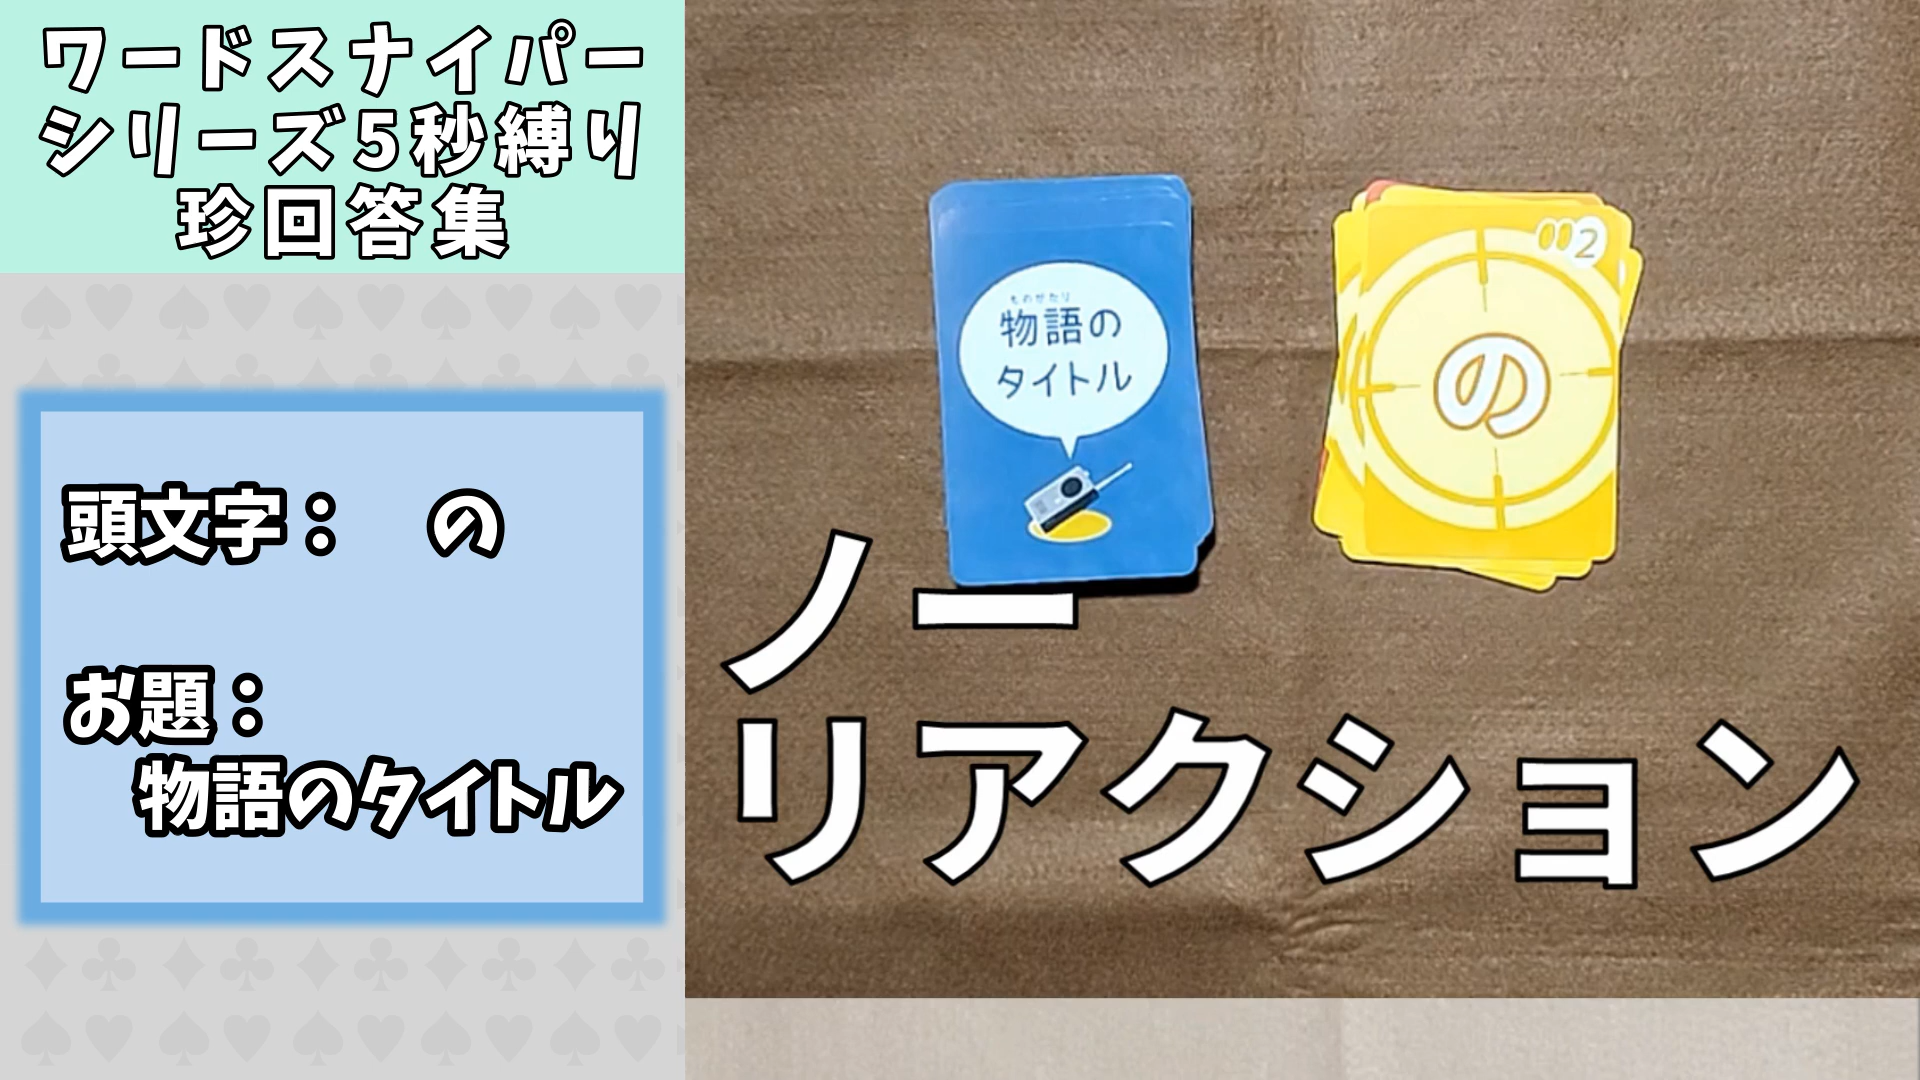 ワードスナイパー
シリーズ5秒縛り
珍回答集
頭文字： の
お題：
物語のタイトル
ものがたり
物語の
タイトル
2
の
ノー
リアクション